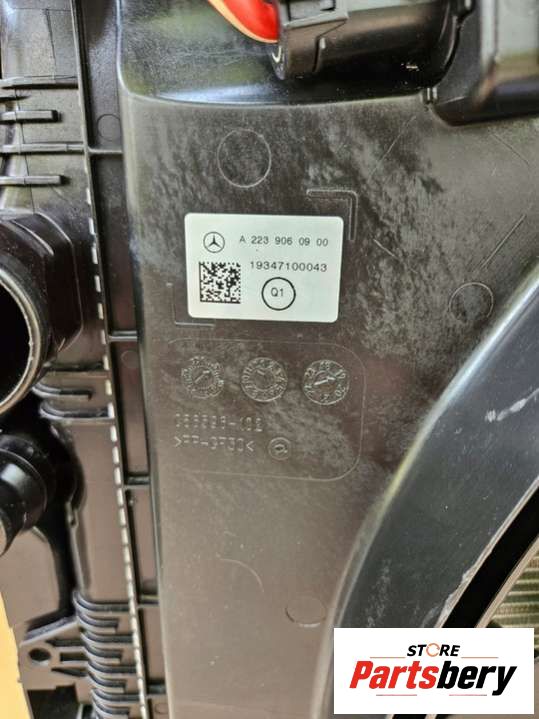 A 223 906 09 00
19347100043
Q1
>PP-GF30<
STORE
Partsbery